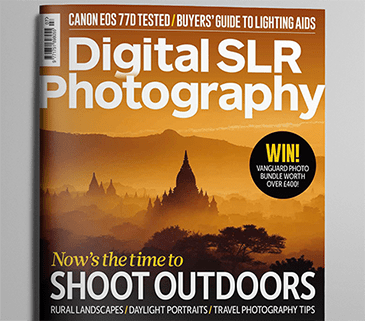 CANON EOS 77D TESTED / BUYERS' GUIDE TO LIGHTING AIDS
Digital SLR
Photography
WIN!
VANGUARD PHOTO
BUNDLE WORTH
OVER £400!
Now's the time to
SHOOT OUTDOORS
RURAL LANDSCAPES / DAYLIGHT PORTRAITS / TRAVEL PHOTOGRAPHY TIPS